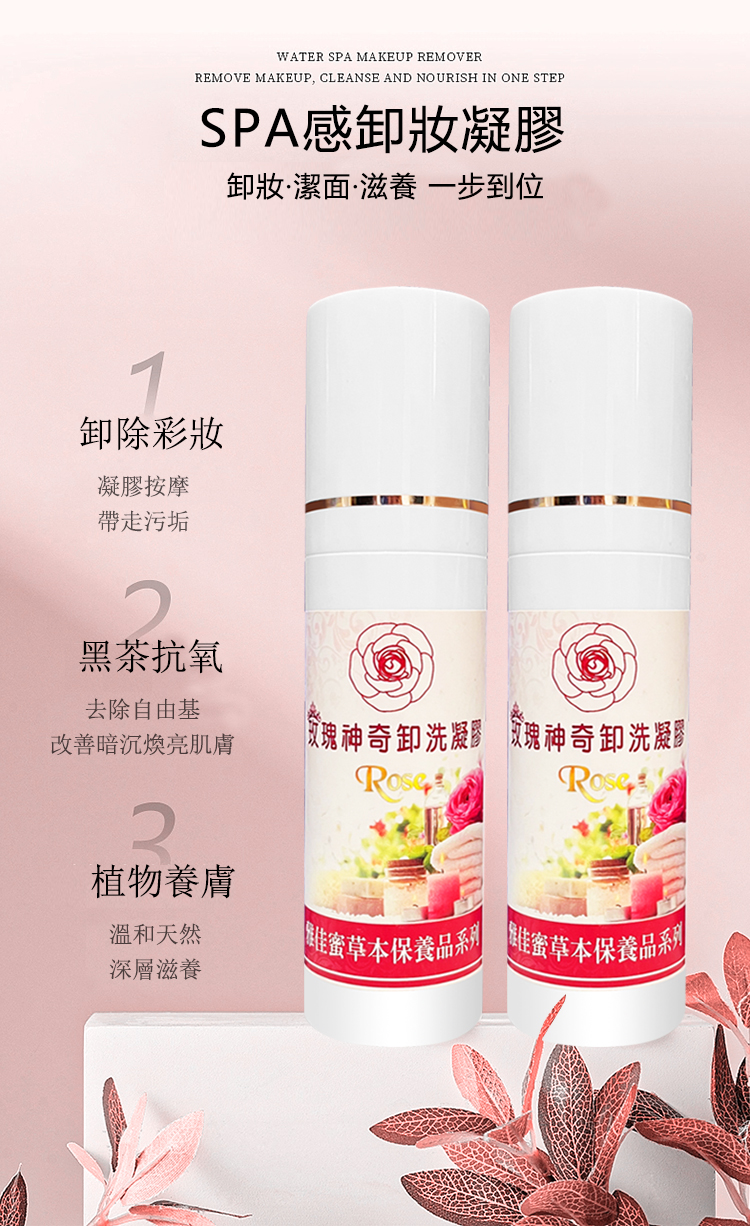 WATER SPA MAKEUP REMOVER
REMOVE MAKEUP, CLEANSE AND NOURISH IN ONE STEP
SPA感卸妝凝膠
卸妝·潔面·滋養 一步到位
1
卸除彩妝
凝膠按摩
帶走污垢
2
黑茶抗氧
去除自由基
改善暗沉煥亮肌膚
3
植物養膚
溫和天然
深層滋養
玫瑰神奇卸洗凝膠
Rose
雅佳蜜草本保養品系列
玫瑰神奇卸洗凝膠
Rose
雅佳蜜草本保養品系列